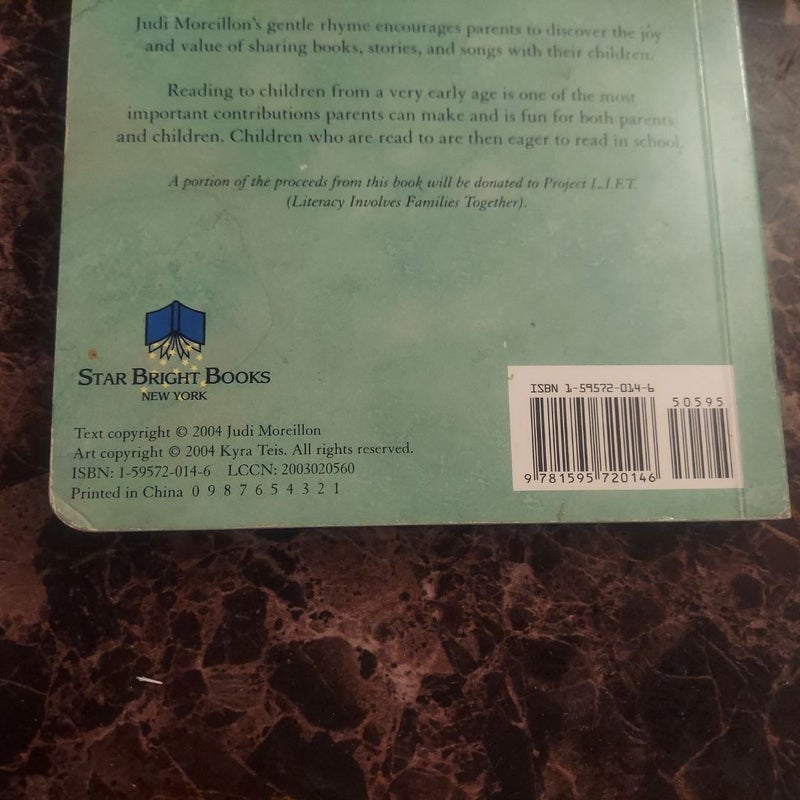 Judi Moreillon's gentle rhyme encourages parents to discover the joy
and value of sharing books, stories, and songs with their children.
Reading to children from a very early age is one of the most
important contributions parents can make and is fun for both parents
and children. Children who are read to are then eager to read in school.
A portion of the proceeds from this book will be donated to Project L.I.F.T.
(Literacy Involves Families Together).
STAR BRIGHT BOOKS
NEW YORK
Text copyright © 2004 Judi Moreillon
Art copyright © 2004 Kyra Teis. All rights reserved.
ISBN: 1-59572-014-6 LCCN: 2003020560
Printed in China 0 9 8 7 6 5 4 3 2 1
ISBN 1-59572-014-6
50595
9 781595 720146